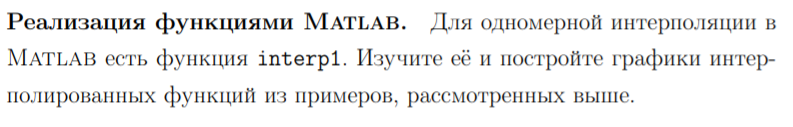 Реализация функциями MATLAB. Для одномерной интерполяции в
MATLAB есть функция interp1. Изучите её и постройте графики интер-
полированных функций из примеров, рассмотренных выше.